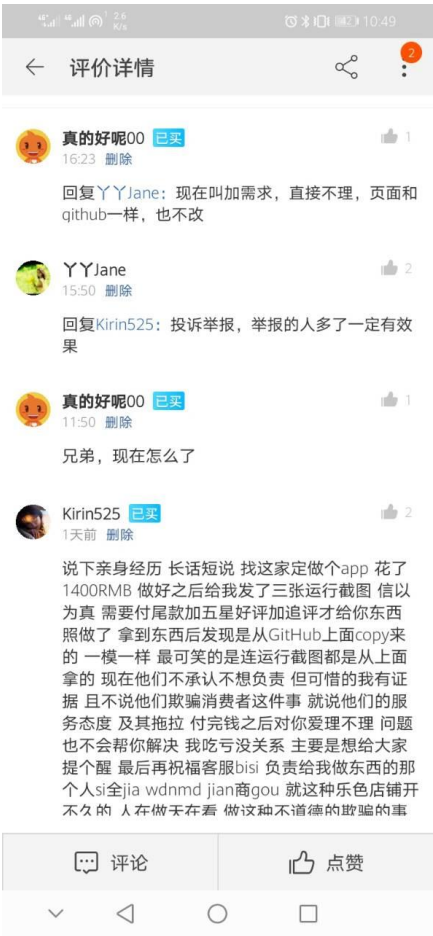 2.6
K/s
10:49
评价详情
2
真的好呢00 已买
1
16:23 删除
回复丫丫Jane：现在叫加需求，直接不理，页面和
github一样，也不改
丫丫Jane
2
15:50 删除
回复Kirin525：投诉举报，举报的人多了一定有效
果
真的好呢00 已买
1
11:50 删除
兄弟，现在怎么了
Kirin525 已买
2
1天前 删除
说下亲身经历 长话短说 找这家定做个app 花了
1400RMB 做好之后给我发了三张运行截图 信以
为真 需要付尾款加五星好评加追评才给你东西
照做了 拿到东西后发现是从GitHub上面copy来
的 一模一样 最可笑的是连运行截图都是从上面
拿的 现在他们不承认不想负责 但可惜的我有证
据 且不说他们欺骗消费者这件事 就说他们的服
务态度 及其拖拉 付完钱之后对你爱理不理 问题
也不会帮你解决 我吃亏没关系 主要是想给大家
提个醒 最后再祝福客服bisi 负责给我做东西的那
个人si全jia wdnmd jian商gou 就这种乐色店铺开
不久的 人在做天在看 做这种不道德的欺骗的事
评论
点赞